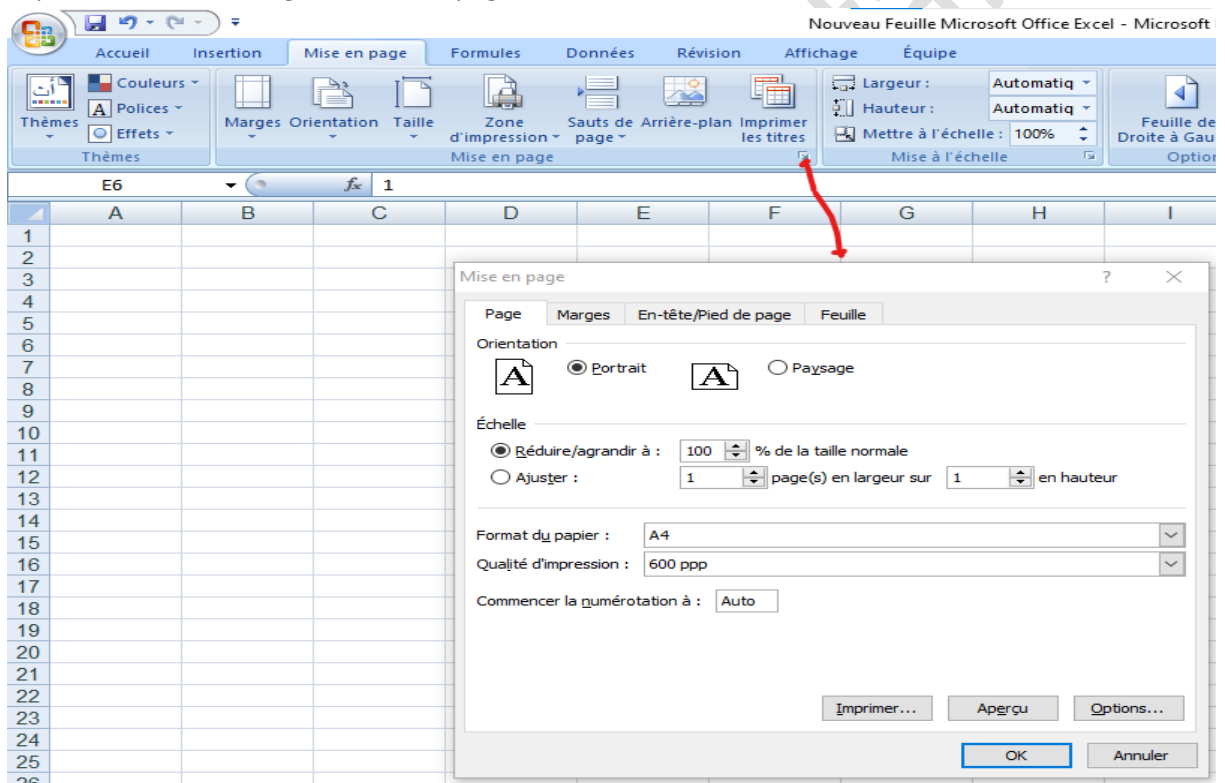 Nouveau Feuille Microsoft Office Excel - Microsoft
Accueil Insertion Mise en page Formules Données Révision Affichage Équipe
Thèmes
Couleurs
Polices
Effets
Thèmes
Marges Orientation Taille Zone d'impression Sauts de page Arrière-plan Imprimer les titres
Mise en page
Largeur : Automatiq
Hauteur : Automatiq
Mettre à l'échelle : 100%
Mise à l'échelle
Feuille de
Droite à Gau
Option
E6 fx 1
A B C D E F G H I
1
2
3
4
5
6
7
8
9
10
11
12
13
14
15
16
17
18
19
20
21
22
23
24
25
26
Mise en page ?
Page Marges En-tête/Pied de page Feuille
Orientation
A Portrait A Paysage
Échelle
Réduire/agrandir à : 100 % de la taille normale
Ajuster : 1 page(s) en largeur sur 1 en hauteur
Format du papier : A4
Qualité d'impression : 600 ppp
Commencer la numérotation à : Auto
Imprimer... Aperçu Options...
OK Annuler